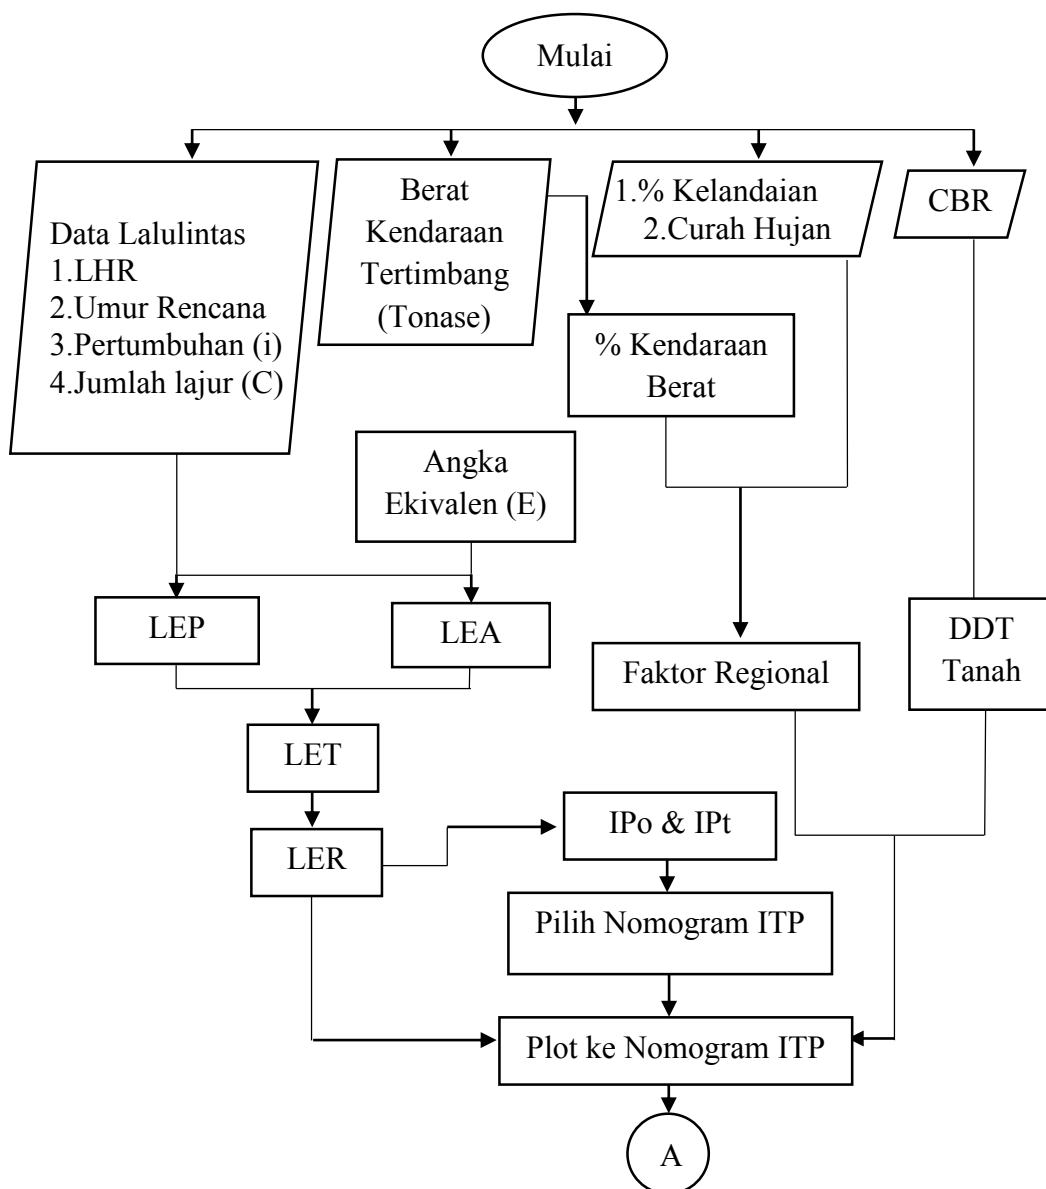 Mulai
Data Lalulintas
1.LHR
2.Umur Rencana
3.Pertumbuhan (i)
4.Jumlah lajur (C)
Berat
Kendaraan
Tertimbang
(Tonase)
1.% Kelandaian
2.Curah Hujan
CBR
% Kendaraan
Berat
Angka
Ekivalen (E)
LEP
LEA
Faktor Regional
DDT
Tanah
LET
LER
IPo & IPt
Pilih Nomogram ITP
Plot ke Nomogram ITP
A